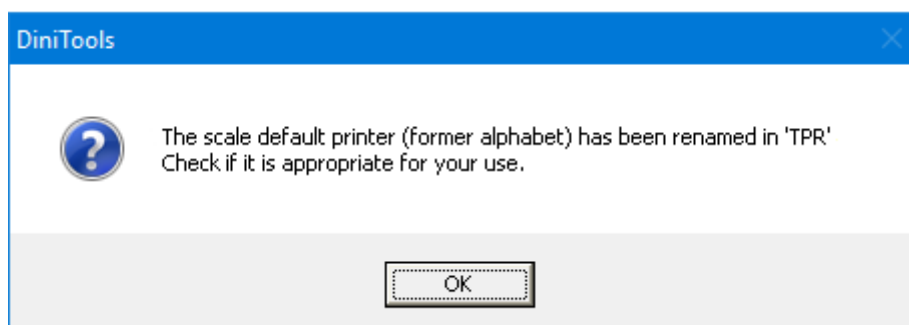 DiniTools
The scale default printer (former alphabet) has been renamed in 'TPR'
Check if it is appropriate for your use.
OK